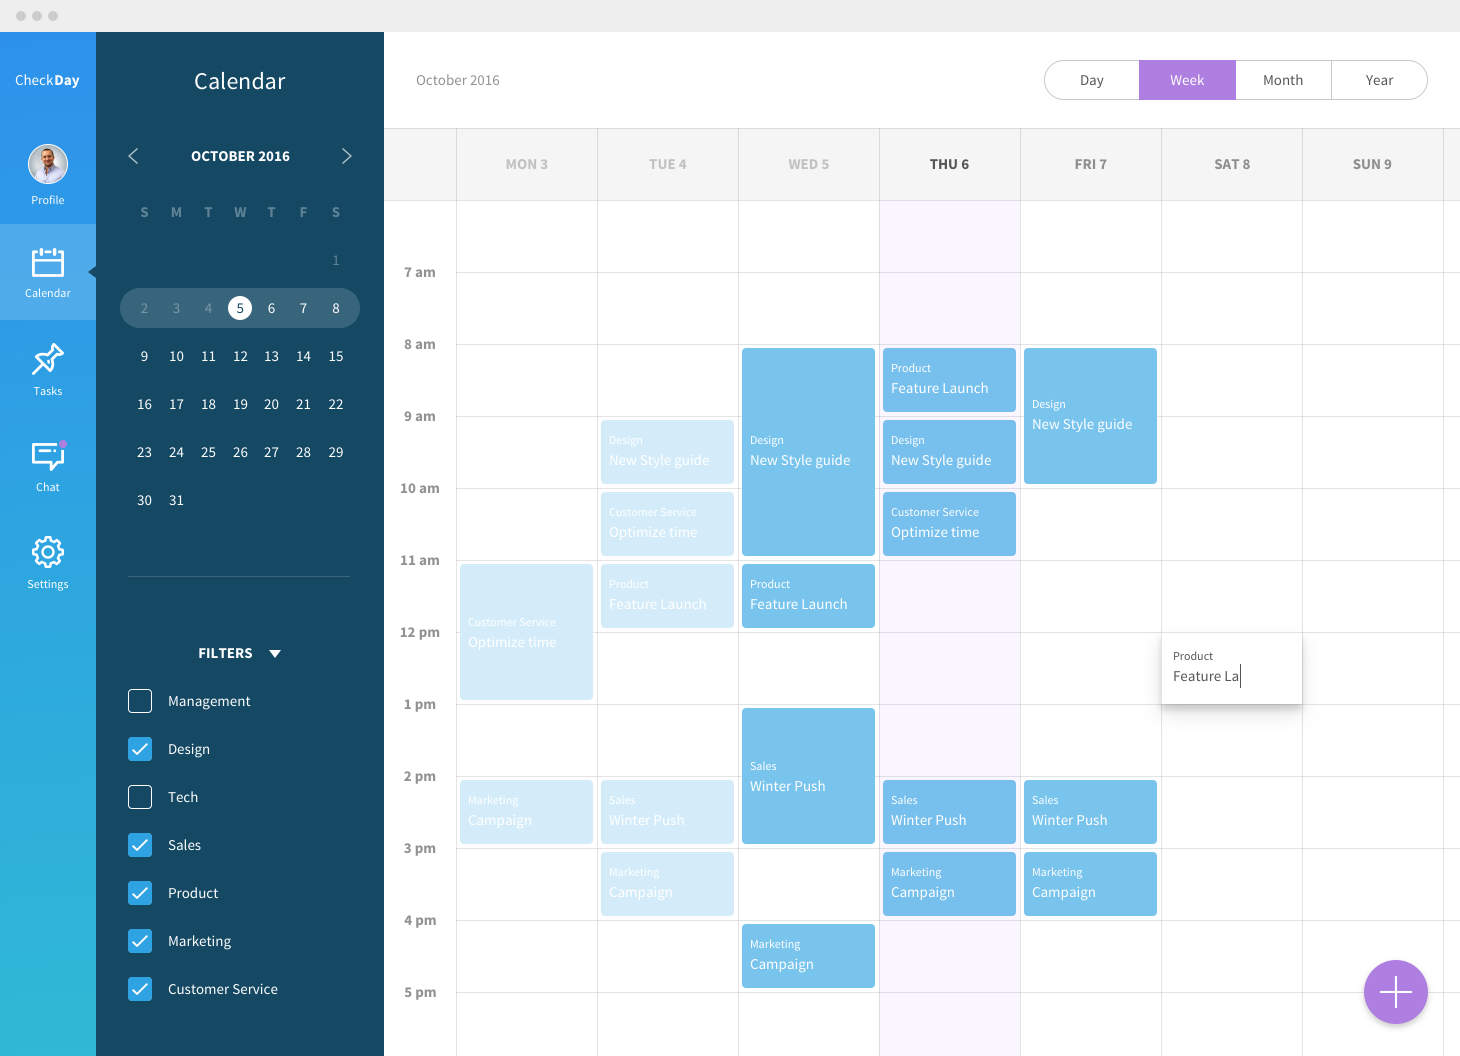 CheckDay
Profile
Calendar
Tasks
Chat
Settings
Calendar
OCTOBER 2016
S M T W T F S
1
2 3 4 5 6 7 8
9 10 11 12 13 14 15
16 17 18 19 20 21 22
23 24 25 26 27 28 29
30 31
FILTERS
Management
Design
Tech
Sales
Product
Marketing
Customer Service
October 2016
Day Week Month Year
MON 3 TUE 4 WED 5 THU 6 FRI 7 SAT 8 SUN 9
7 am
8 am
9 am
10 am
11 am
12 pm
1 pm
2 pm
3 pm
4 pm
5 pm
Customer Service
Optimize time
Marketing
Campaign
Design
New Style guide
Customer Service
Optimize time
Product
Feature Launch
Sales
Winter Push
Marketing
Campaign
Design
New Style guide
Product
Feature Launch
Sales
Winter Push
Marketing
Campaign
Product
Feature Launch
Design
New Style guide
Customer Service
Optimize time
Sales
Winter Push
Marketing
Campaign
Design
New Style guide
Sales
Winter Push
Marketing
Campaign
Product
Feature La